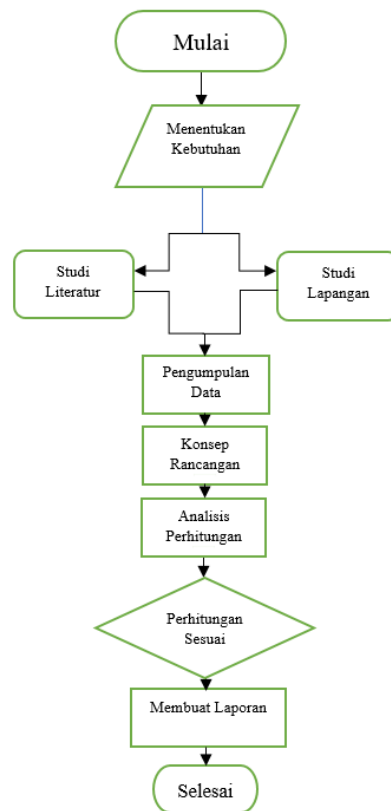 Mulai
Menentukan
Kebutuhan
Studi
Literatur
Studi
Lapangan
Pengumpulan
Data
Konsep
Rancangan
Analisis
Perhitungan
Perhitungan
Sesuai
Membuat Laporan
Selesai